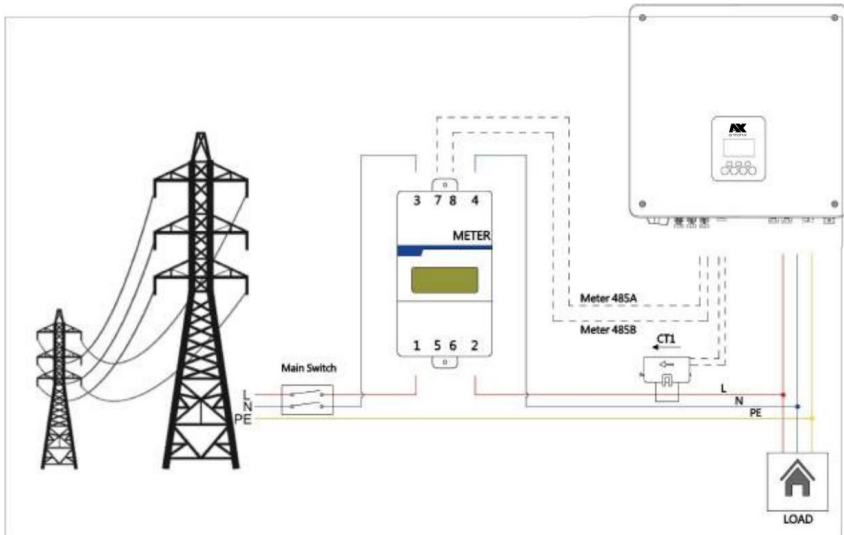 AX
3 7 8 4
METER
Meter 485A
Meter 485B
1 5 6 2
CT1
Main Switch
L
N
PE
L
N
PE
LOAD